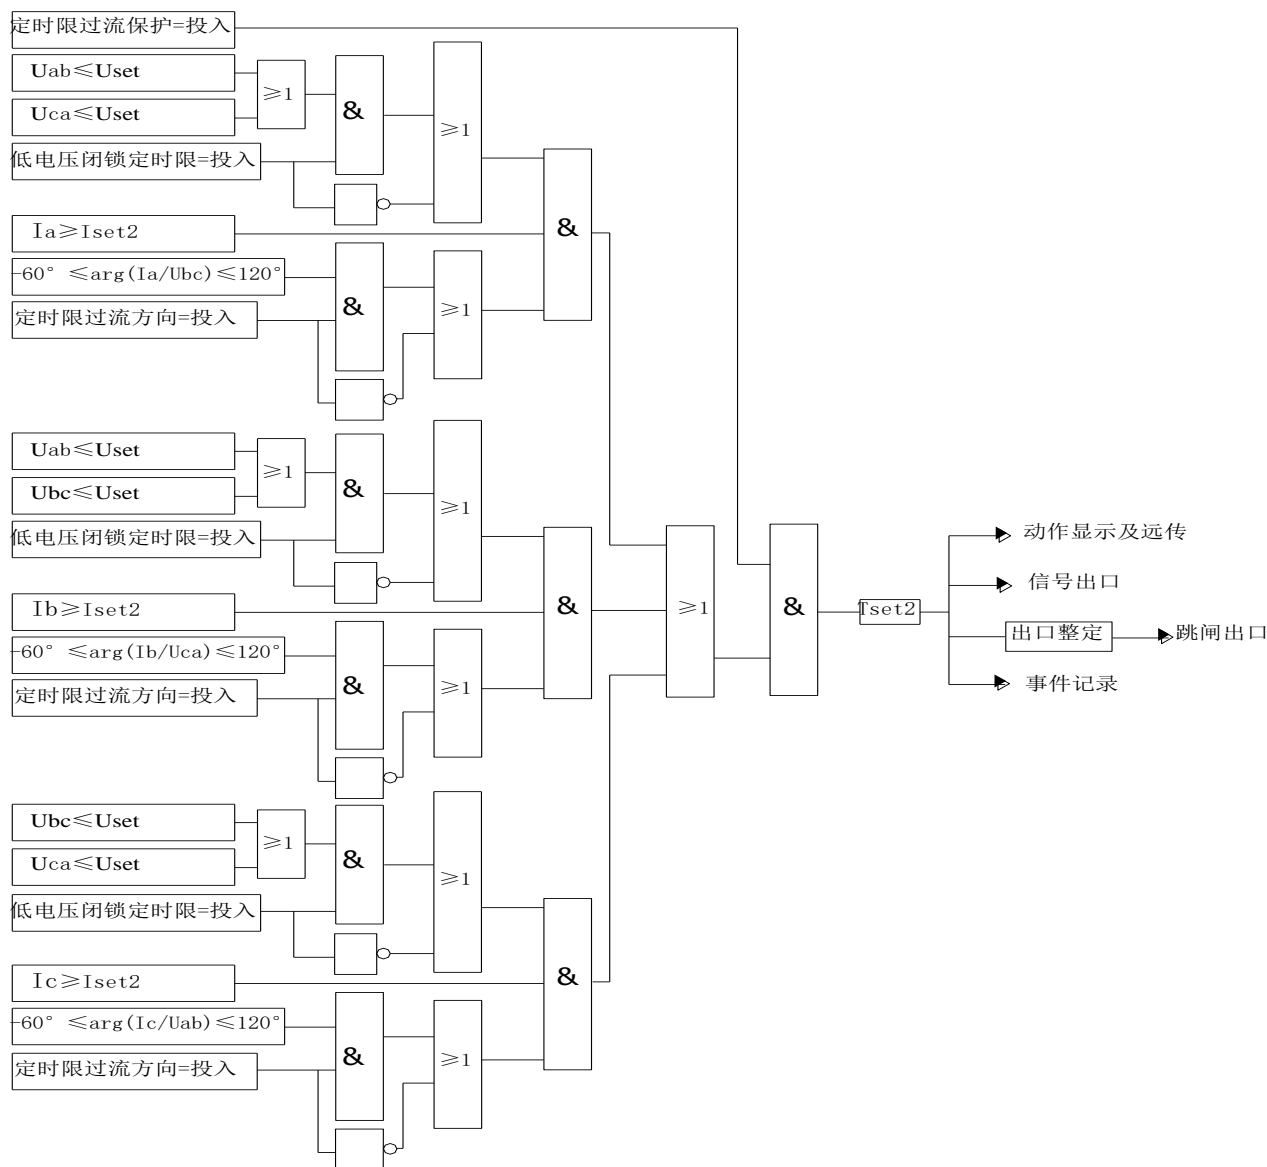 定时限过流保护=投入
Uab≤Uset
≥1
&
≥1
Uca≤Uset
低电压闭锁定时限=投入
Ia≥Iset2
&
-60° ≤arg(Ia/Ubc)≤120°
&
≥1
定时限过流方向=投入
Uab≤Uset
≥1
&
≥1
Ubc≤Uset
低电压闭锁定时限=投入
Ib≥Iset2
&
-60° ≤arg(Ib/Uca)≤120°
&
≥1
定时限过流方向=投入
Ubc≤Uset
≥1
&
≥1
Uca≤Uset
低电压闭锁定时限=投入
Ic≥Iset2
&
-60° ≤arg(Ic/Uab)≤120°
&
≥1
定时限过流方向=投入
≥1
&
Tset2
动作显示及远传
信号出口
出口整定
跳闸出口
事件记录